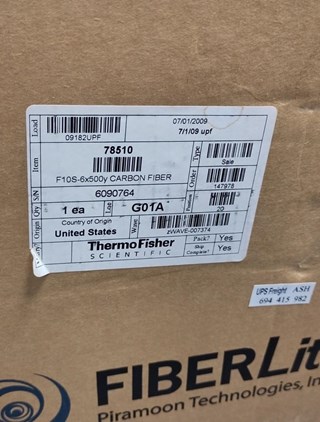 Load
09182UPF
07/01/2009
7/1/09 upf
Item
78510
F10S-6x500y CARBON FIBER
Type
Sale
S/N
6090764
Order
147978
Qty
1 ea
Lot
G01A
Position
20
Origin
Country of Origin
United States
Wave
zWAVE-007374
ThermoFisher
SCIENTIFIC
Pack?
Yes
Ship Complete?
Yes
UPS Freight ASH
694 415 982
FIBERLit
Piramoon Technologies, In